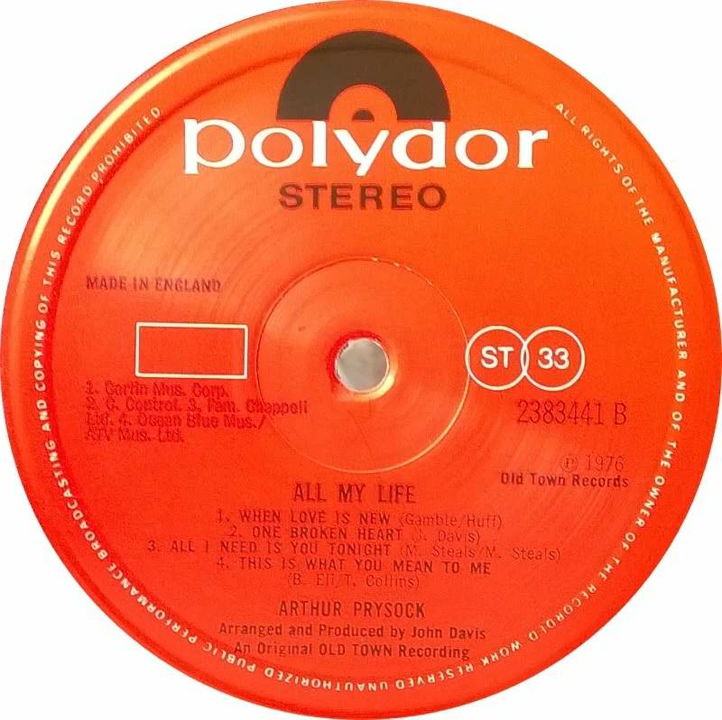 polydor
STEREO
ALL RIGHTS OF THE MANUFACTURER AND OF THE OWNER OF THE RECORDED WORK RESERVED UNAUTHORIZED PUBLIC PERFORMANCE BROADCASTING AND COPYING OF THIS RECORD PROHIBITED
MADE IN ENGLAND
ST 33
1. Carlin Mus. Corp.
2. G. Control. 3. Fam. Chappell
Ltd. 4. Ocean Blue Mus./
ATV Mus. Ltd.
2383441 B
℗ 1976
Old Town Records
ALL MY LIFE
1. WHEN LOVE IS NEW (Gamble/Huff)
2. ONE BROKEN HEART (J. Davis)
3. ALL I NEED IS YOU TONIGHT (M. Steals/M. Steals)
4. THIS IS WHAT YOU MEAN TO ME
(B. Eli/T. Collins)
ARTHUR PRYSOCK
Arranged and Produced by John Davis
An Original OLD TOWN Recording